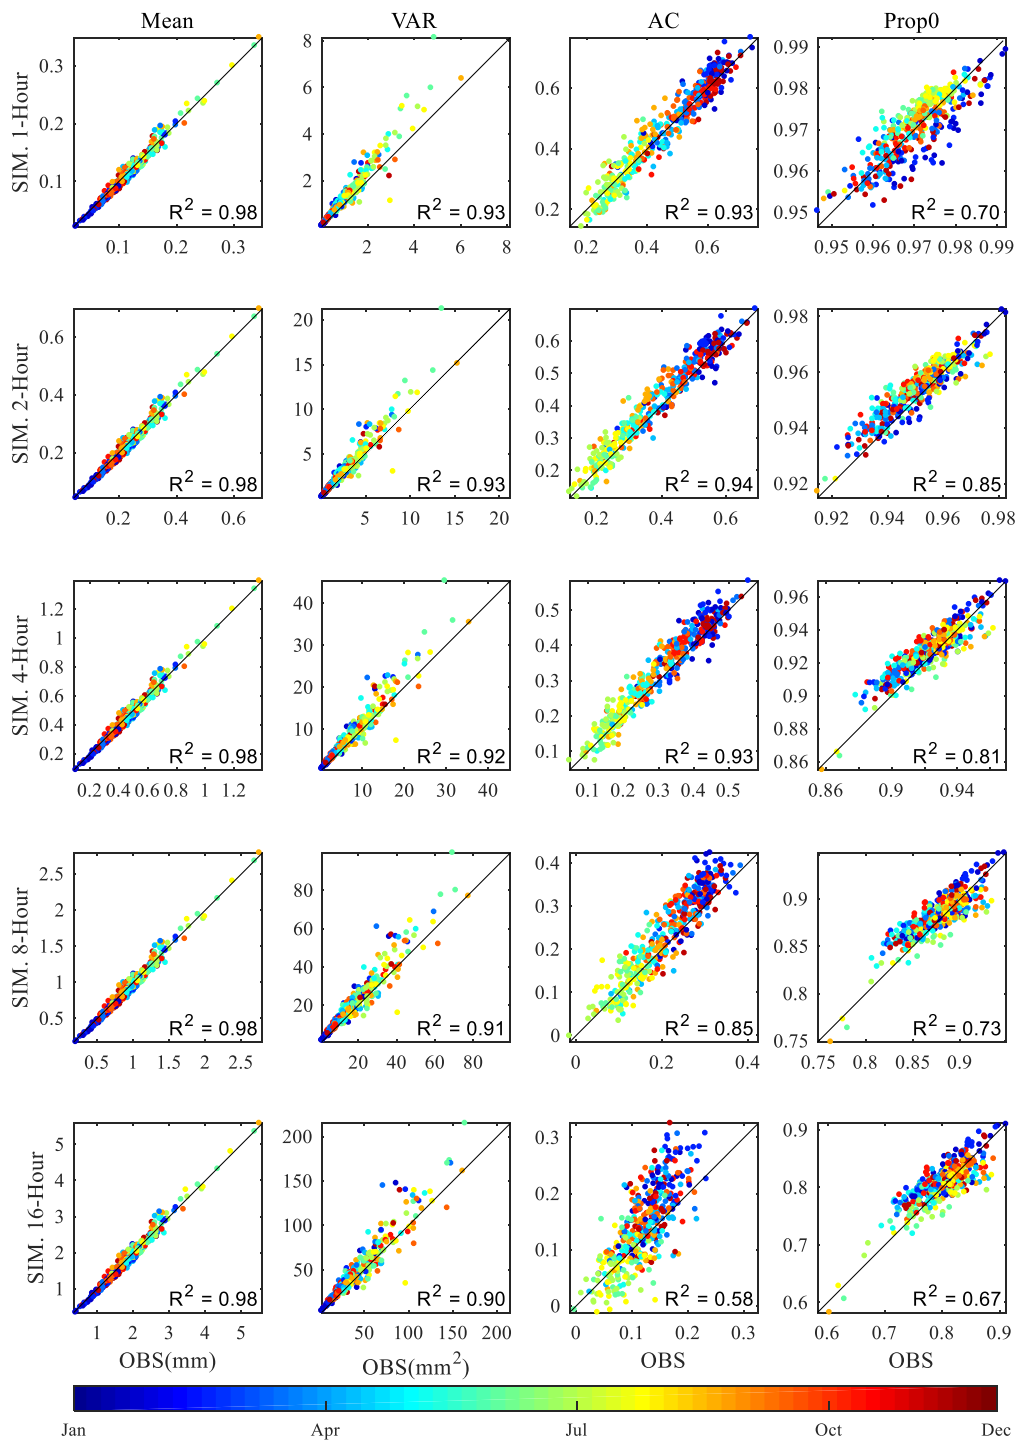 Mean VAR AC Prop0
SIM. 1-Hour
0.3 0.2 0.1
R² = 0.98
0.1 0.2 0.3
8 6 4 2
R² = 0.93
2 4 6 8
0.6 0.4 0.2
R² = 0.93
0.2 0.4 0.6
0.99 0.98 0.97 0.96 0.95
R² = 0.70
0.95 0.96 0.97 0.98 0.99
SIM. 2-Hour
0.6 0.4 0.2
R² = 0.98
0.2 0.4 0.6
20 15 10 5
R² = 0.93
5 10 15 20
0.6 0.5 0.4 0.3 0.2
R² = 0.94
0.2 0.4 0.6
0.98 0.96 0.94 0.92
R² = 0.85
0.92 0.94 0.96 0.98
SIM. 4-Hour
1.2 1 0.8 0.6 0.4 0.2
R² = 0.98
0.2 0.4 0.6 0.8 1 1.2
40 30 20 10
R² = 0.92
10 20 30 40
0.5 0.4 0.3 0.2 0.1
R² = 0.93
0.1 0.2 0.3 0.4 0.5
0.96 0.94 0.92 0.9 0.88 0.86
R² = 0.81
0.86 0.9 0.94
SIM. 8-Hour
2.5 2 1.5 1 0.5
R² = 0.98
0.5 1 1.5 2 2.5
80 60 40 20
R² = 0.91
20 40 60 80
0.4 0.3 0.2 0.1 0
R² = 0.85
0 0.2 0.4
0.9 0.85 0.8 0.75
R² = 0.73
0.75 0.8 0.85 0.9
SIM. 16-Hour
5 4 3 2 1
R² = 0.98
1 2 3 4 5
OBS(mm)
200 150 100 50
R² = 0.90
50 100 150 200
OBS(mm²)
0.3 0.2 0.1 0
R² = 0.58
0 0.1 0.2 0.3
OBS
0.9 0.8 0.7 0.6
R² = 0.67
0.6 0.7 0.8 0.9
OBS
Jan Apr Jul Oct Dec